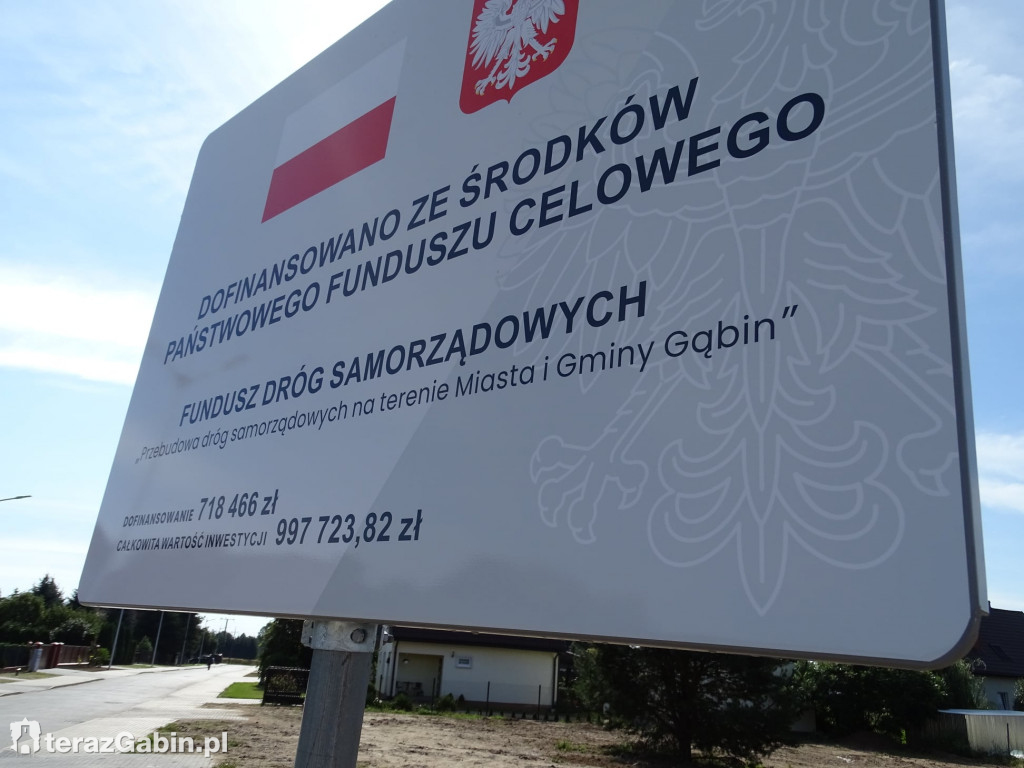 DOFINANSOWANO ZE ŚRODKÓW
PAŃSTWOWEGO FUNDUSZU CELOWEGO
FUNDUSZ DRÓG SAMORZĄDOWYCH
„Przebudowa dróg samorządowych na terenie Miasta i Gminy Gąbin”
DOFINANSOWANIE 718 466 zł
CAŁKOWITA WARTOŚĆ INWESTYCJI 997 723,82 zł
terazGabin.pl